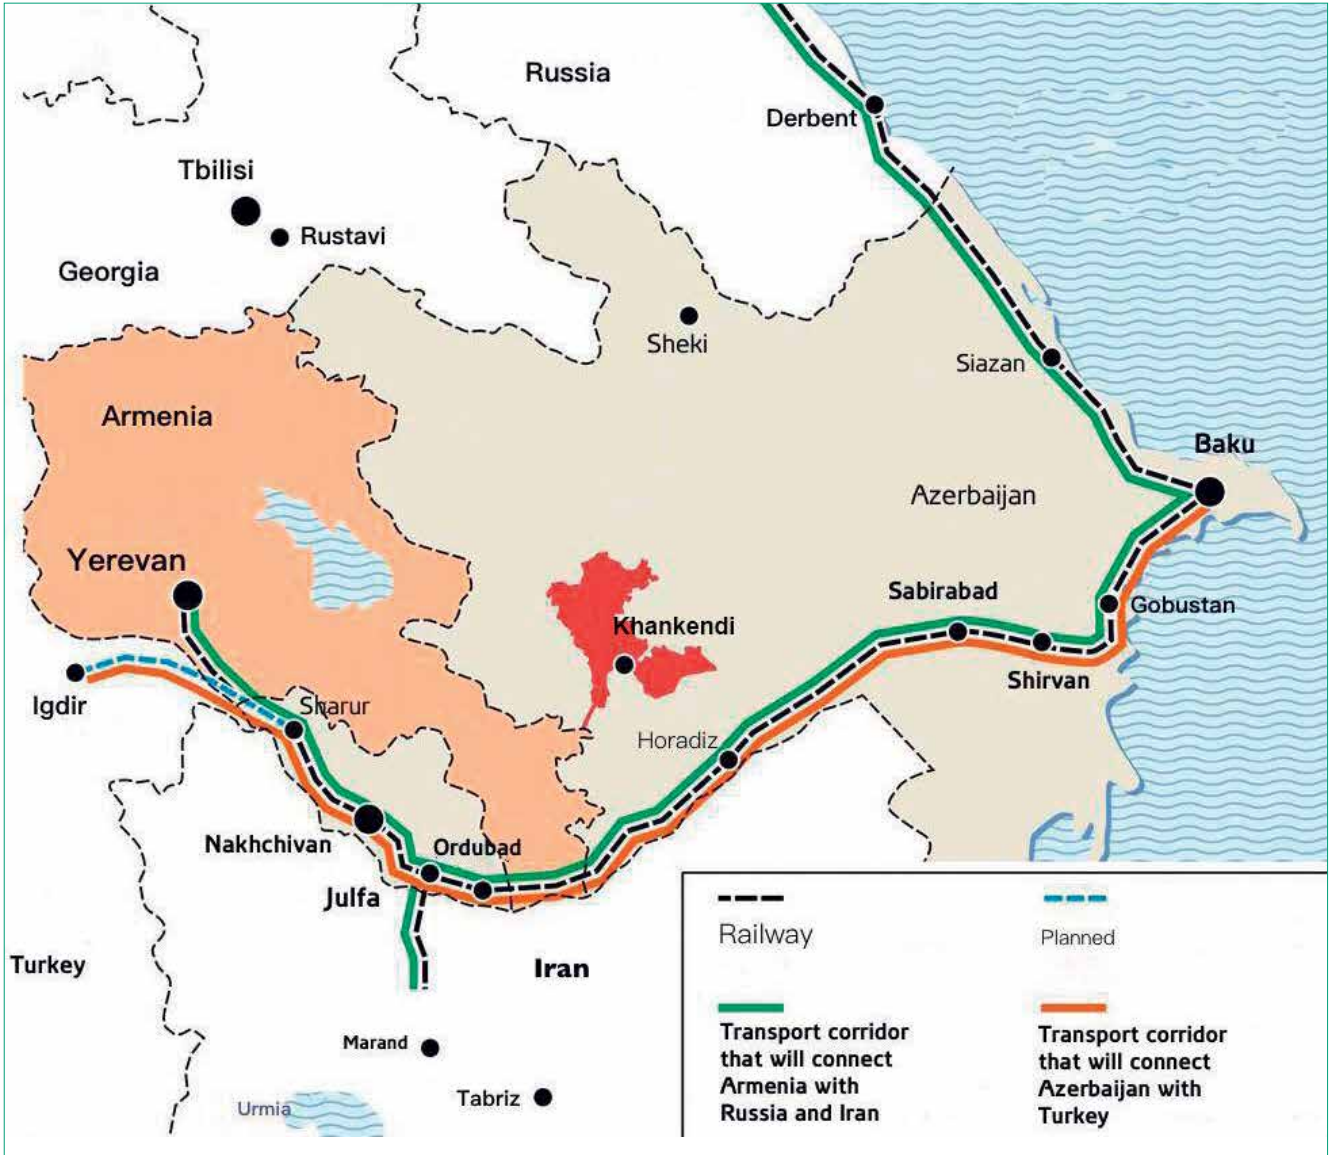 Russia
Derbent
Tbilisi
Rustavi
Georgia
Sheki
Siazan
Armenia
Baku
Azerbaijan
Yerevan
Sabirabad
Gobustan
Khankendi
Shirvan
Igdir
Sharur
Horadiz
Nakhchivan
Ordubad
Julfa
Turkey
Iran
Marand
Tabriz
Urmia
Railway
Planned
Transport corridor
that will connect
Armenia with
Russia and Iran
Transport corridor
that will connect
Azerbaijan with
Turkey